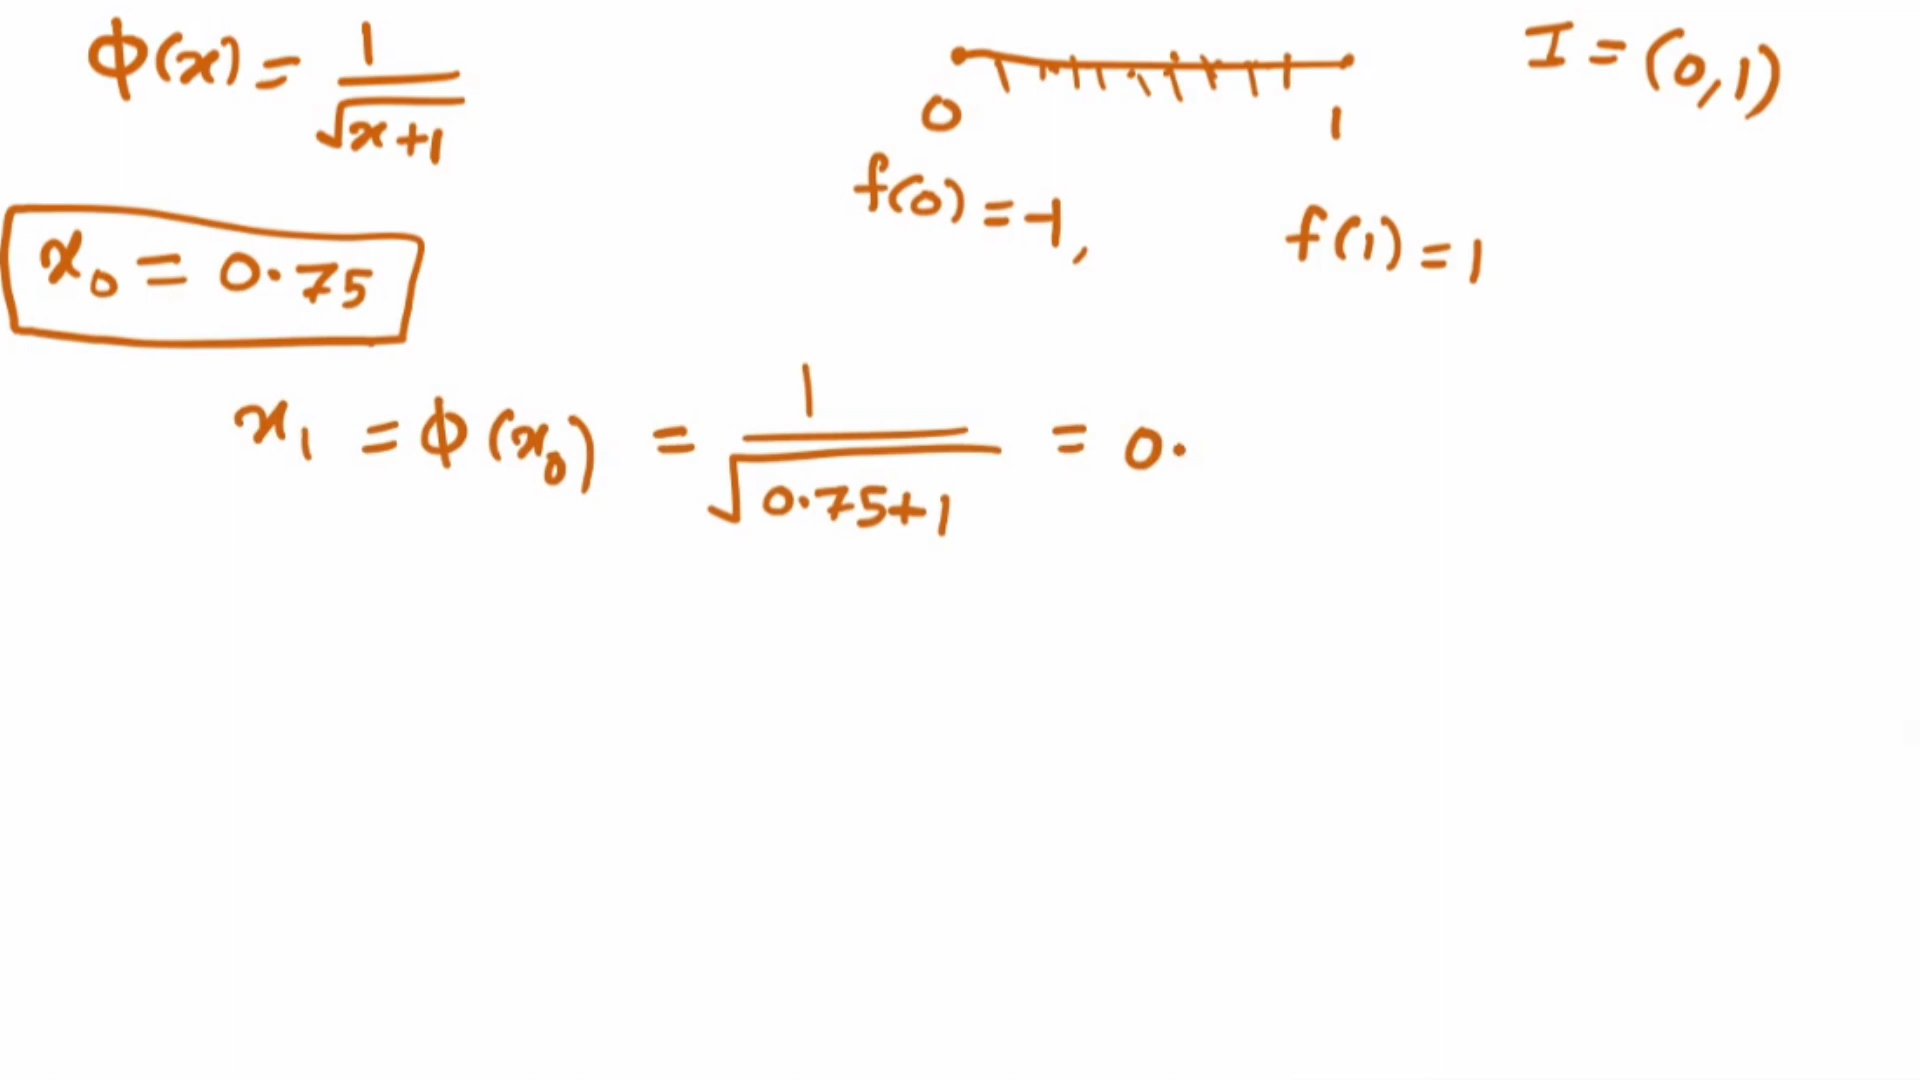 ϕ(x) = 1/√(x+1)
0 1
I = (0,1)
f(0) = -1, f(1) = 1
x₀ = 0.75
x₁ = ϕ(x₀) = 1/√(0.75+1) = 0.